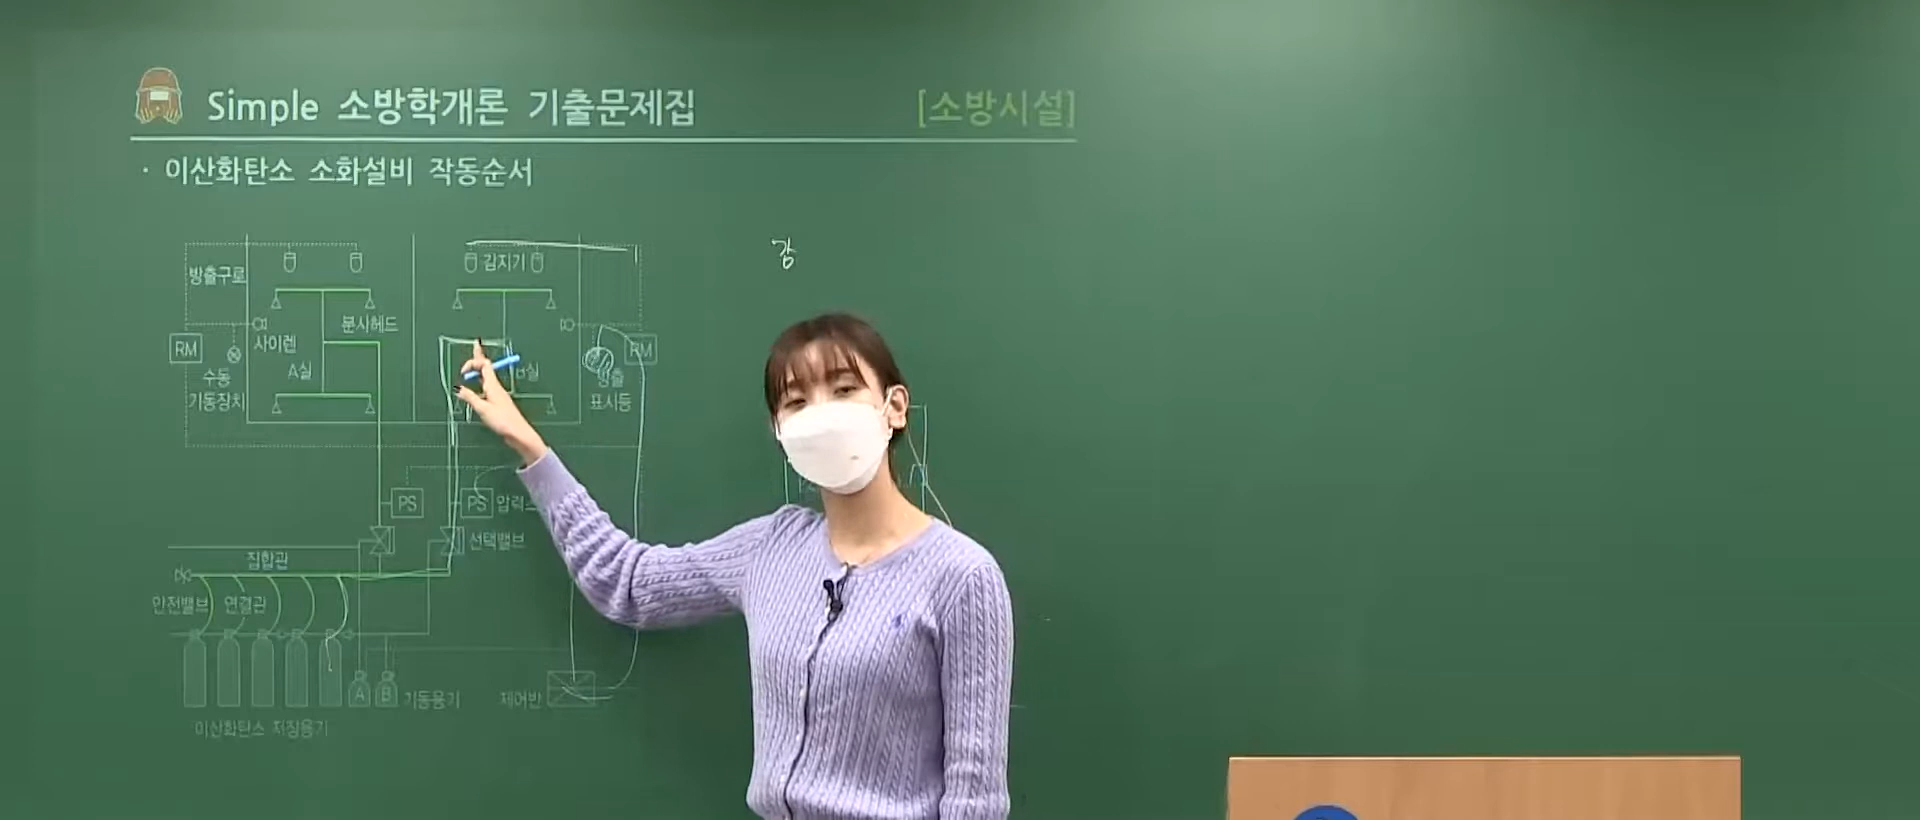 Simple 소방학개론 기출문제집 [소방시설]
· 이산화탄소 소화설비 작동순서
감
방출구로
감지기
분사헤드
RM
사이렌
RM
A실
B실
수동
기동장치
표시등
PS
PS
선택밸브
집합관
안전밸브
연결관
A
B
기동용기
제어반
이산화탄소 저장용기